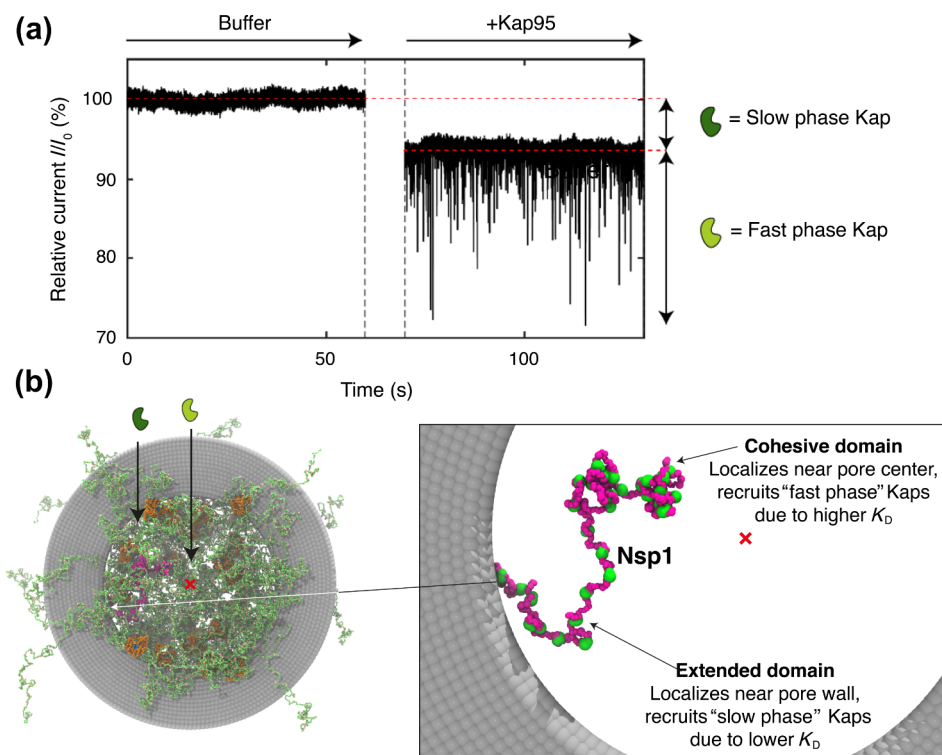 (a)
Buffer
+Kap95
Relative current I/I0 (%)
100
90
80
70
0
50
100
Time (s)
= Slow phase Kap
= Fast phase Kap
(b)
Cohesive domain
Localizes near pore center,
recruits "fast phase" Kaps
due to higher KD
Nsp1
Extended domain
Localizes near pore wall,
recruits "slow phase" Kaps
due to lower KD